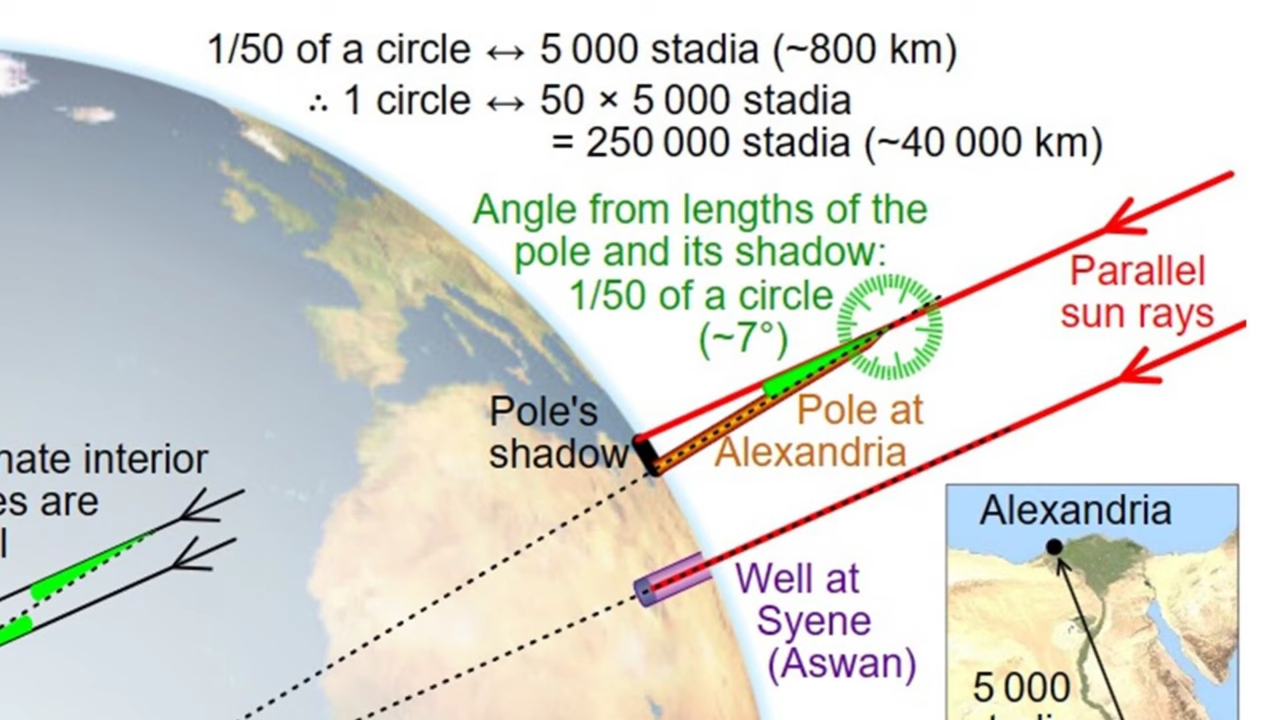 1/50 of a circle ↔ 5 000 stadia (~800 km)
∴ 1 circle ↔ 50 × 5 000 stadia
= 250 000 stadia (~40 000 km)
Angle from lengths of the
pole and its shadow:
1/50 of a circle
(~7°)
Parallel
sun rays
Pole's
shadow
Pole at
Alexandria
interior
es are
l
Alexandria
Well at
Syene
(Aswan)
5 000